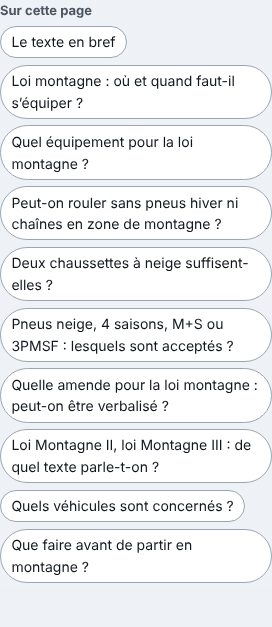 Sur cette page
Le texte en bref
Loi montagne : où et quand faut-il
s’équiper ?
Quel équipement pour la loi
montagne ?
Peut-on rouler sans pneus hiver ni
chaînes en zone de montagne ?
Deux chaussettes à neige suffisent-
elles ?
Pneus neige, 4 saisons, M+S ou
3PMSF : lesquels sont acceptés ?
Quelle amende pour la loi montagne :
peut-on être verbalisé ?
Loi Montagne II, loi Montagne III : de
quel texte parle-t-on ?
Quels véhicules sont concernés ?
Que faire avant de partir en
montagne ?